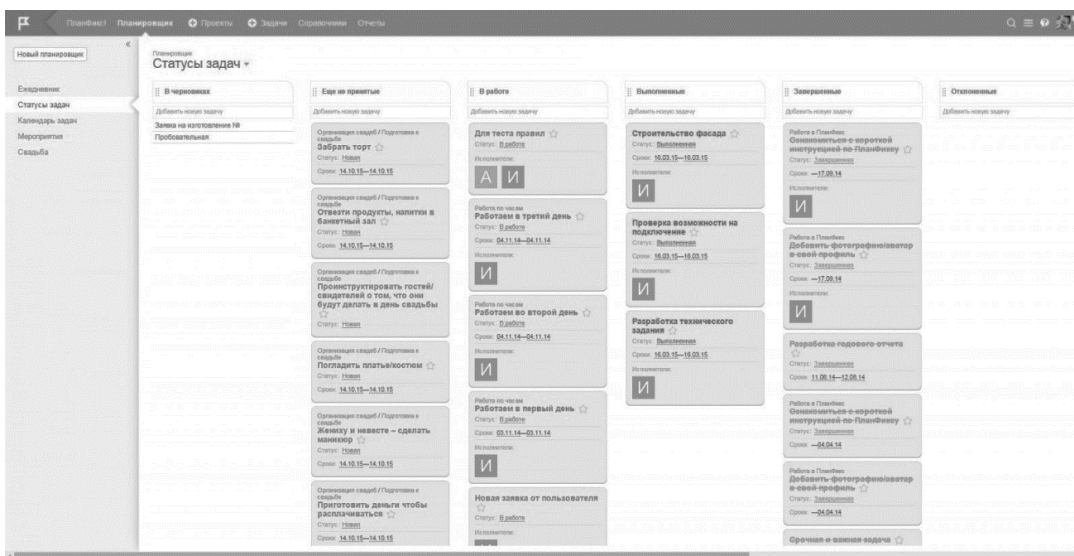 ПланФикс! Планировщик Проекты Задачи Справочники Отчеты
Новый планировщик
«
Ежедневник
Статусы задач
Календарь задач
Мероприятия
Свадьба
Планировщик
Статусы задач
В черновиках
Добавить новую задачу
Заявка на изготовление №
Пробовательная
Еще не принятые
Добавить новую задачу
Организация свадеб / Подготовка к
свадьбе
Забрать торт
Статус: Новая
Сроки: 14.10.15—14.10.15
Организация свадеб / Подготовка к
свадьбе
Отвезти продукты, напитки в
банкетный зал
Статус: Новая
Сроки: 14.10.15—14.10.15
Организация свадеб / Подготовка к
свадьбе
Проинструктировать гостей/
свидетелей о том, что они
будут делать в день свадьбы
Статус: Новая
Организация свадеб / Подготовка к
свадьбе
Погладить платье/костюм
Статус: Новая
Сроки: 14.10.15—14.10.15
Организация свадеб / Подготовка к
свадьбе
Жениху и невесте – сделать
маникюр
Статус: Новая
Сроки: 14.10.15—14.10.15
Организация свадеб / Подготовка к
свадьбе
Приготовить деньги чтобы
расплачиваться
Статус: Новая
Сроки: 14.10.15—14.10.15
В работе
Добавить новую задачу
Для теста правил
Статус: В работе
Исполнители:
А И
Работа по часам
Работаем в третий день
Статус: В работе
Сроки: 04.11.14—04.11.14
Исполнители:
И
Работа по часам
Работаем во второй день
Статус: В работе
Сроки: 04.11.14—04.11.14
Исполнители:
И
Работа по часам
Работаем в первый день
Статус: В работе
Сроки: 03.11.14—03.11.14
Исполнители:
И
Новая заявка от пользователя
Статус: В работе
Исполнители:
Выполненные
Добавить новую задачу
Строительство фасада
Статус: Выполненная
Сроки: 16.03.15—16.03.15
Исполнители:
И
Проверка возможности на
подключение
Статус: Выполненная
Сроки: 16.03.15—16.03.15
Исполнители:
И
Разработка технического
задания
Статус: Выполненная
Сроки: 16.03.15—16.03.15
Исполнители:
И
Завершенные
Добавить новую задачу
Работа в ПланФикс
Ознакомиться с короткой
инструкцией по ПланФиксу
Статус: Завершенная
Сроки: —17.09.14
Исполнители:
И
Работа в ПланФикс
Добавить фотографию/аватар
в свой профиль
Статус: Завершенная
Сроки: —17.09.14
Исполнители:
И
Разработка годового отчета
Статус: Завершенная
Сроки: 11.08.14—12.08.14
Работа в ПланФикс
Ознакомиться с короткой
инструкцией по ПланФиксу
Статус: Завершенная
Сроки: —04.04.14
Работа в ПланФикс
Добавить фотографию/аватар
в свой профиль
Статус: Завершенная
Сроки: —04.04.14
Срочная и важная задача
Отклоненные
Добавить новую задачу